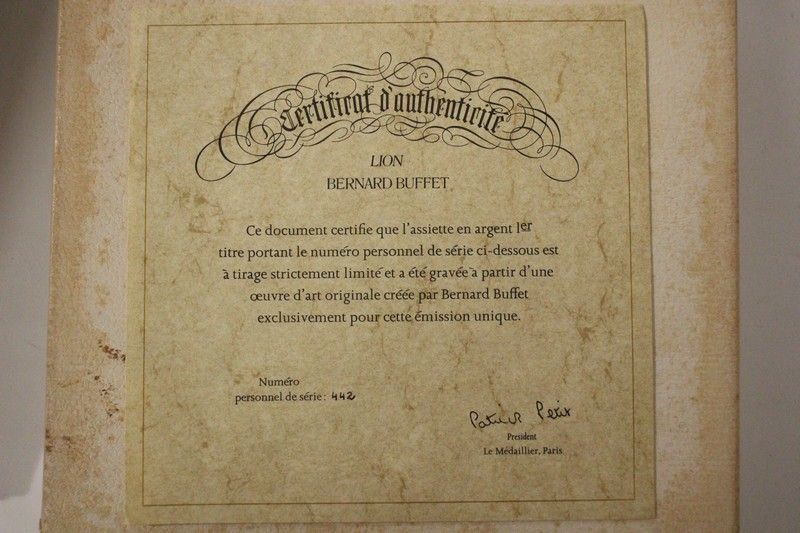 Certificat d'authenticité
LION
BERNARD BUFFET
Ce document certifie que l'assiette en argent 1er
titre portant le numéro personnel de série ci-dessous est
à tirage strictement limité et a été gravée à partir d'une
œuvre d'art originale créée par Bernard Buffet
exclusivement pour cette émission unique.
Numéro
personnel de série: 442
Patrick Petit
President
Le Médaillier, Paris